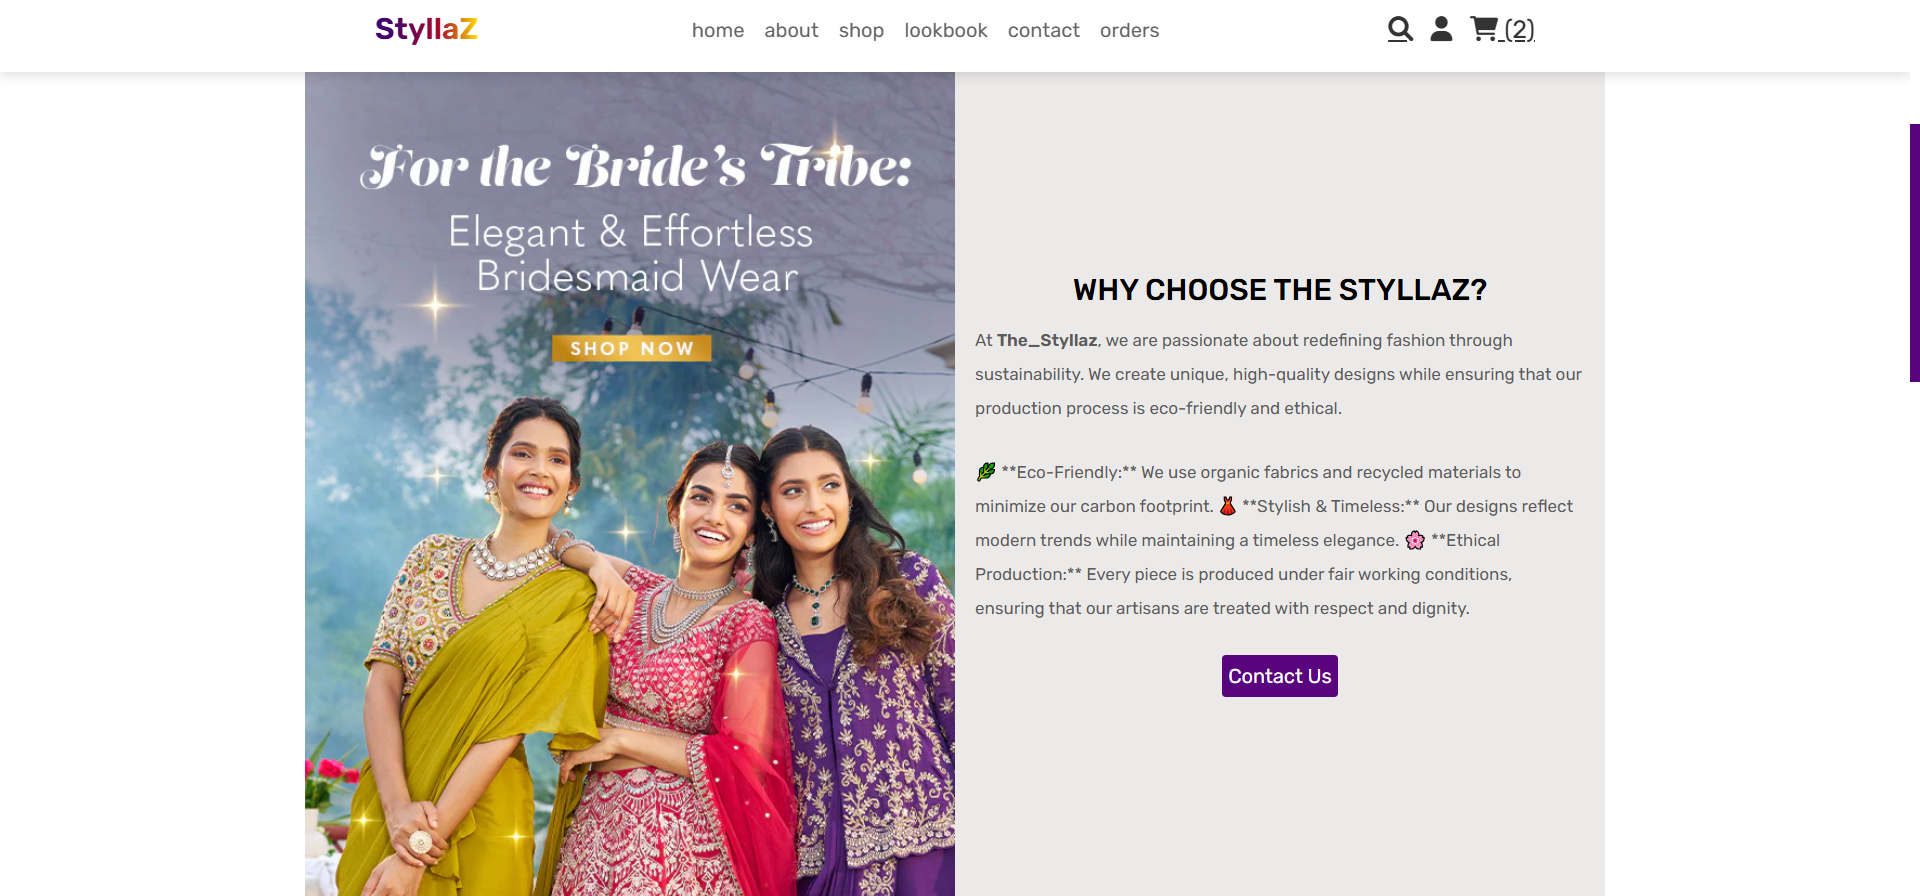 StyllaZ
home about shop lookbook contact orders
(2)
For the Bride's Tribe:
Elegant & Effortless
Bridesmaid Wear
SHOP NOW
WHY CHOOSE THE STYLLAZ?
At The_Styllaz, we are passionate about redefining fashion through
sustainability. We create unique, high-quality designs while ensuring that our
production process is eco-friendly and ethical.
🌿 **Eco-Friendly:** We use organic fabrics and recycled materials to
minimize our carbon footprint. 👗 **Stylish & Timeless:** Our designs reflect
modern trends while maintaining a timeless elegance. 🌸 **Ethical
Production:** Every piece is produced under fair working conditions,
ensuring that our artisans are treated with respect and dignity.
Contact Us